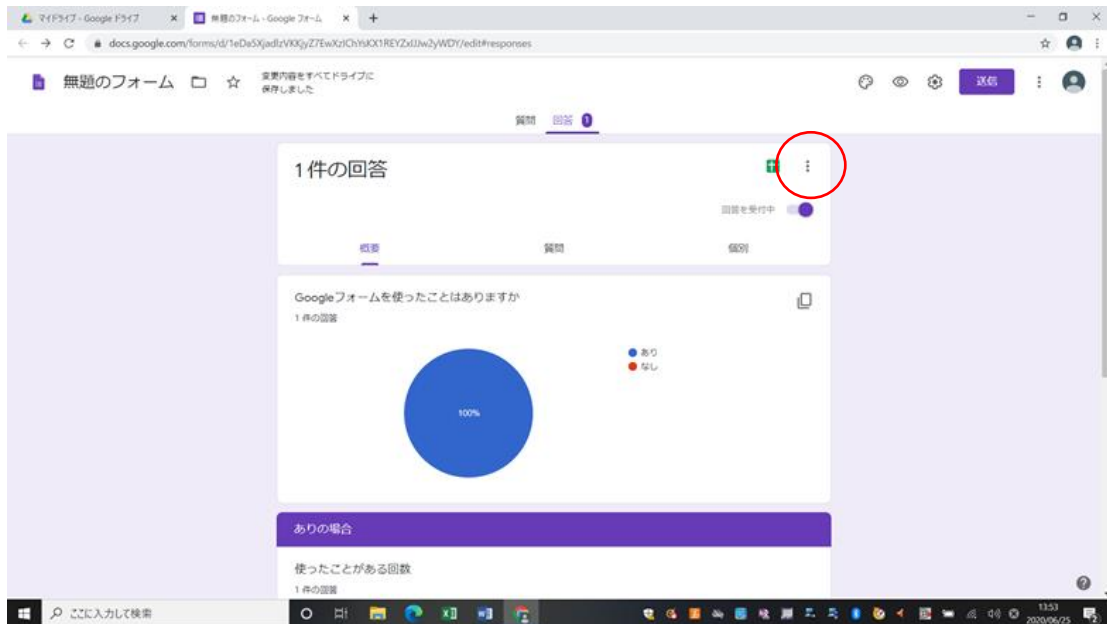 マイドライブ - Google ドライブ
無題のフォーム - Google フォーム
無題のフォーム
変更内容をすべてドライブに
保存しました
送信
質問 回答 1
1件の回答
回答を受付中
概要 質問 個別
Googleフォームを使ったことはありますか
1 件の回答
あり
なし
100%
ありの場合
使ったことがある回数
1 件の回答
ここに入力して検索
13:53
2020/06/25